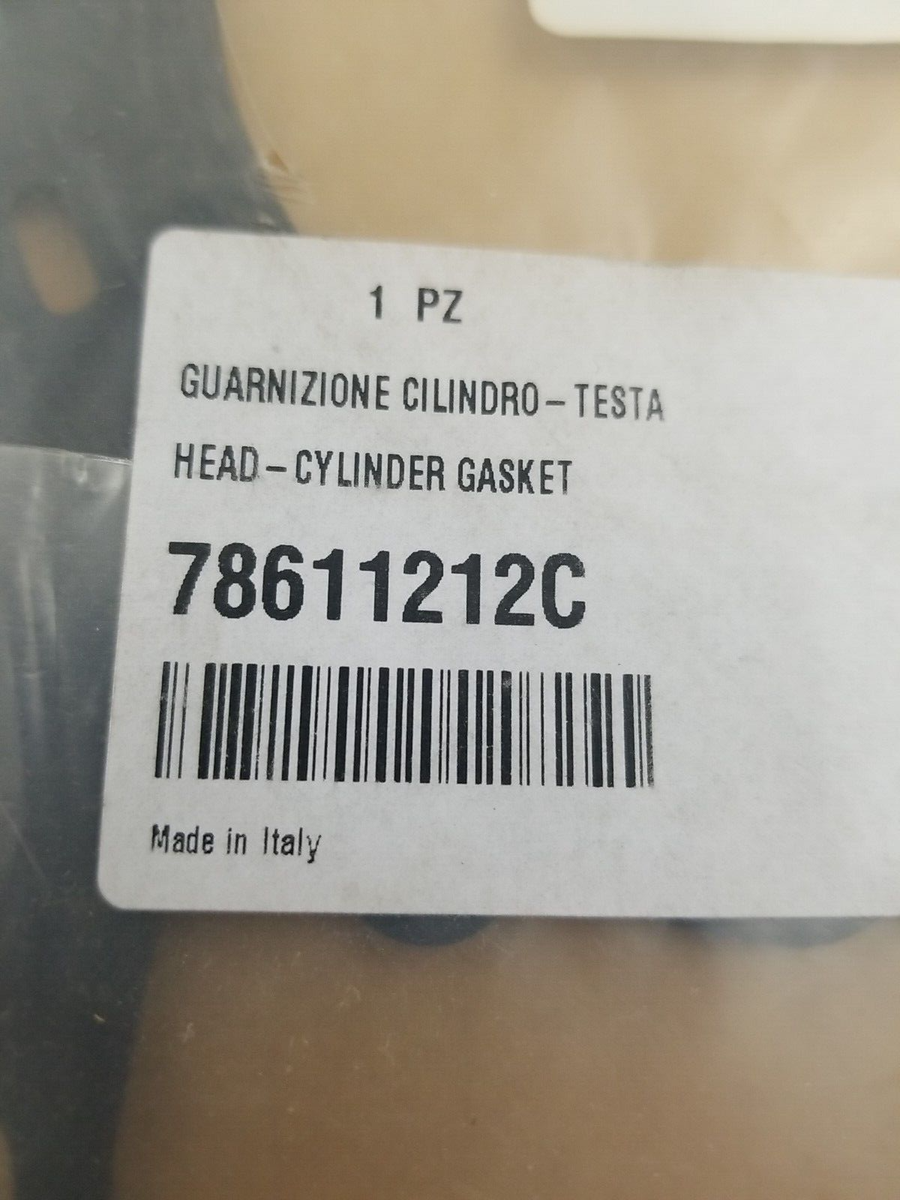 1 PZ
GUARNIZIONE CILINDRO-TESTA
HEAD-CYLINDER GASKET
78611212C
Made in Italy